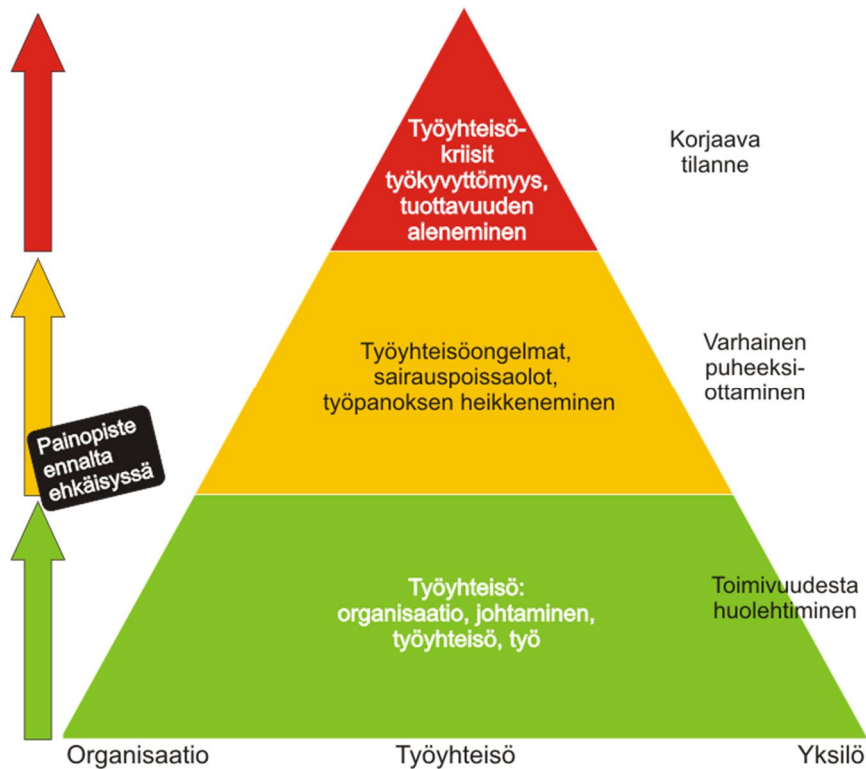 Työyhteisö-
kriisit
työkyvyttömyys,
tuottavuuden
aleneminen
Korjaava
tilanne
Työyhteisöongelmat,
sairauspoissaolot,
työpanoksen heikkeneminen
Varhainen
puheeksi-
ottaminen
Painopiste
ennalta
ehkäisyssä
Työyhteisö:
organisaatio, johtaminen,
työyhteisö, työ
Toimivuudesta
huolehtiminen
Organisaatio
Työyhteisö
Yksilö